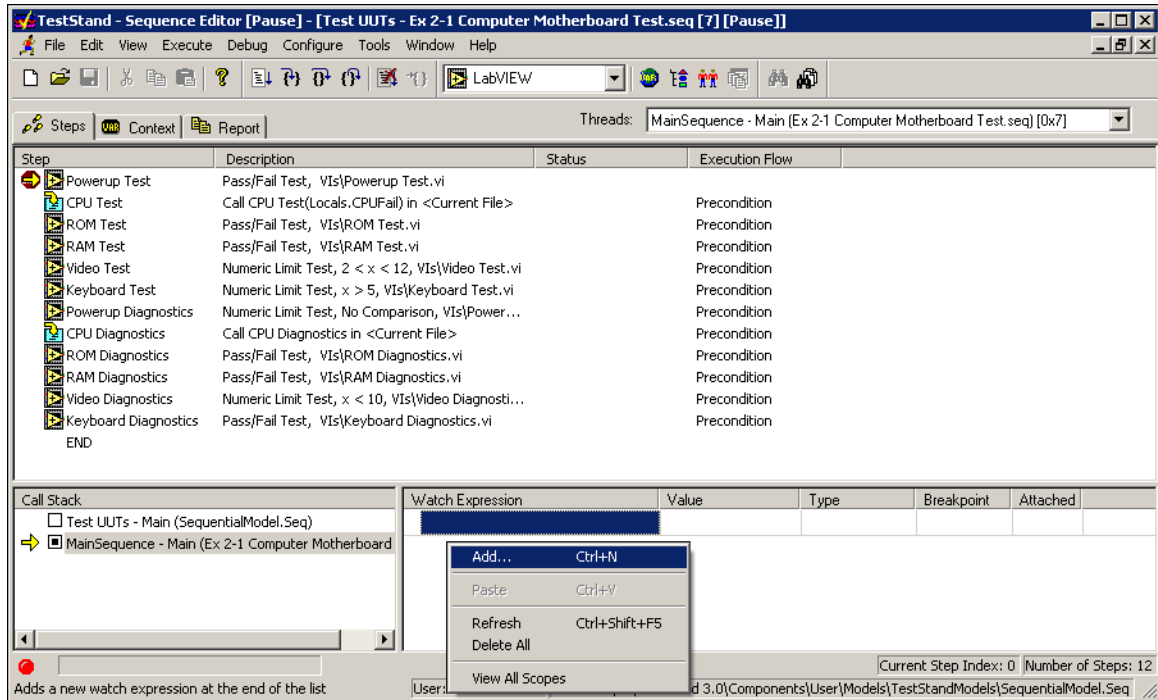 TestStand - Sequence Editor [Pause] - [Test UUTs - Ex 2-1 Computer Motherboard Test.seq [7] [Pause]]
File Edit View Execute Debug Configure Tools Window Help
LabVIEW
Steps VAR Context Report Threads: MainSequence - Main (Ex 2-1 Computer Motherboard Test.seq) [0x7]
Step Description Status Execution Flow
Powerup Test Pass/Fail Test, VIs\Powerup Test.vi
CPU Test Call CPU Test(Locals.CPUFail) in <Current File> Precondition
ROM Test Pass/Fail Test, VIs\ROM Test.vi Precondition
RAM Test Pass/Fail Test, VIs\RAM Test.vi Precondition
Video Test Numeric Limit Test, 2 < x < 12, VIs\Video Test.vi Precondition
Keyboard Test Numeric Limit Test, x > 5, VIs\Keyboard Test.vi Precondition
Powerup Diagnostics Numeric Limit Test, No Comparison, VIs\Power... Precondition
CPU Diagnostics Call CPU Diagnostics in <Current File> Precondition
ROM Diagnostics Pass/Fail Test, VIs\ROM Diagnostics.vi Precondition
RAM Diagnostics Pass/Fail Test, VIs\RAM Diagnostics.vi Precondition
Video Diagnostics Numeric Limit Test, x < 10, VIs\Video Diagnosti... Precondition
Keyboard Diagnostics Pass/Fail Test, VIs\Keyboard Diagnostics.vi Precondition
END
Call Stack Watch Expression Value Type Breakpoint Attached
Test UUTs - Main (SequentialModel.Seq)
MainSequence - Main (Ex 2-1 Computer Motherboard
Add... Ctrl+N
Paste Ctrl+V
Refresh Ctrl+Shift+F5
Delete All
View All Scopes
Current Step Index: 0 Number of Steps: 12
Adds a new watch expression at the end of the list User: d 3.0\Components\User\Models\TestStandModels\SequentialModel.Seq